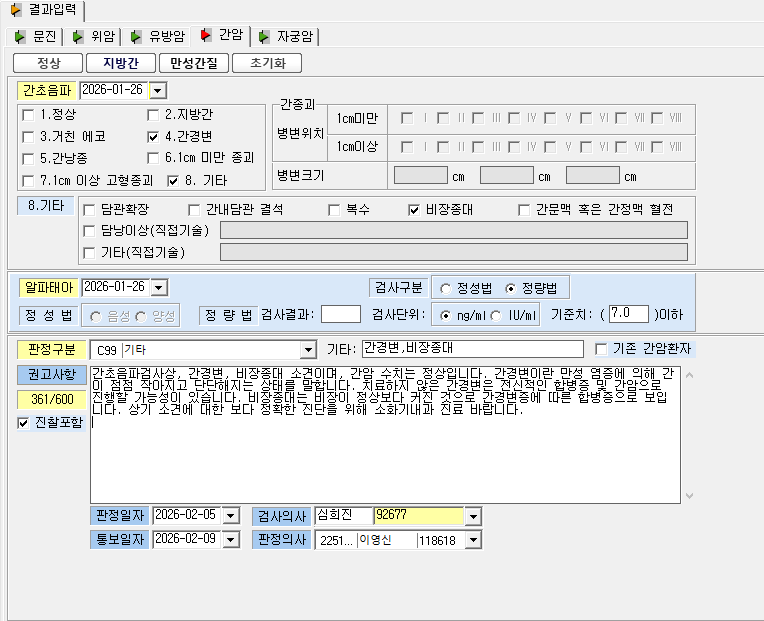 결과입력
문진 위암 유방암 간암 자궁암
정상 지방간 만성간질 초기화
간초음파 2026-01-26
1.정상 2.지방간
3.거친 에코 4.간경변
5.간낭종 6.1cm 미만 종괴
7.1cm 이상 고형종괴 8. 기타
간종괴
병변위치
1cm미만 Ⅰ Ⅱ Ⅲ Ⅳ Ⅴ Ⅵ Ⅶ Ⅷ
1cm이상 Ⅰ Ⅱ Ⅲ Ⅳ Ⅴ Ⅵ Ⅶ Ⅷ
병변크기 cm cm cm
8.기타 담관확장 간내담관 결석 복수 비장종대 간문맥 혹은 간정맥 혈전
담낭이상(직접기술)
기타(직접기술)
알파태아 2026-01-26 검사구분 정성법 정량법
정 성 법 음성 양성 정 량 법 검사결과: 검사단위: ng/ml IU/ml 기준치: ( 7.0 )이하
판정구분 C99 기타 기타: 간경변,비장종대 기존 간암환자
권고사항
361/600
진찰포함
간초음파검사상, 간경변, 비장종대 소견이며, 간암 수치는 정상입니다. 간경변이란 만성 염증에 의해 간
이 점점 작아지고 단단해지는 상태를 말합니다. 치료하지 않은 간경변은 전신적인 합병증 및 간암으로
진행할 가능성이 있습니다. 비장종대는 비장이 정상보다 커진 것으로 간경변증에 따른 합병증으로 보입
니다. 상기 소견에 대한 보다 정확한 진단을 위해 소화기내과 진료 바랍니다.
판정일자 2026-02-05 검사의사 심희진 92677
통보일자 2026-02-09 판정의사 2251... 이영신 118618